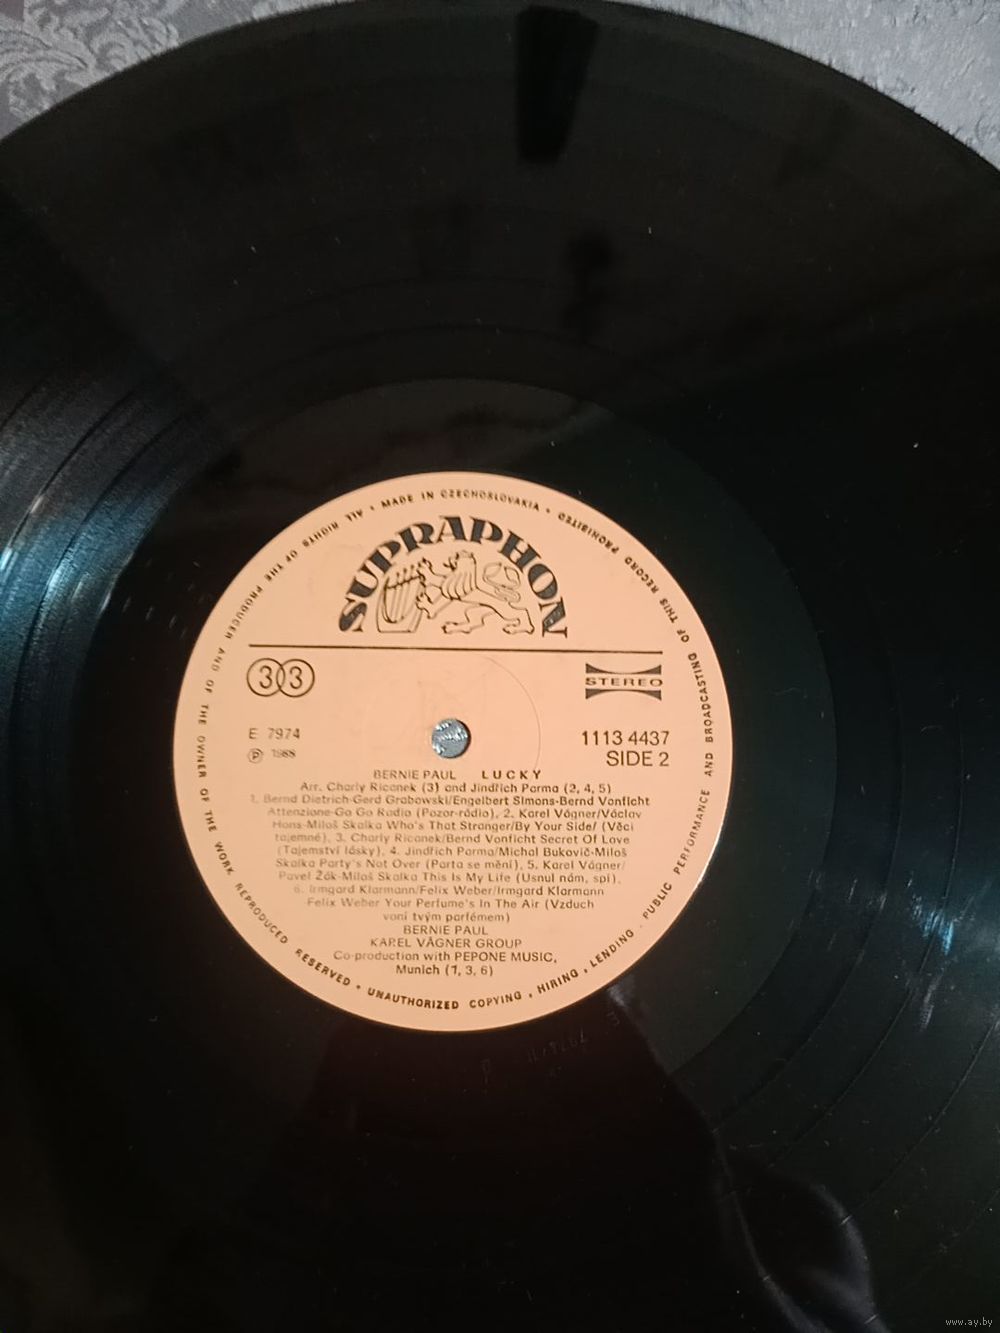 • MADE IN CZECHOSLOVAKIA • ALL RIGHTS OF THE PRODUCER AND OF THE OWNER OF THE WORK REPRODUCED RESERVED • UNAUTHORIZED COPYING, HIRING, LENDING, PUBLIC PERFORMANCE AND BROADCASTING OF THIS RECORD PROHIBITED
SUPRAPHON
33
STEREO
E 7974
1113 4437
Ⓟ 1988
SIDE 2
BERNIE PAUL LUCKY
Arr. Charly Ricanek (3) and Jindřich Parma (2, 4, 5)
1. Bernd Dietrich-Gerd Grabowski/Engelbert Simons-Bernd Vonficht
Attenzione-Go Go Radio (Pozor-rádio), 2. Karel Vágner/Václav
Hons-Miloš Skalka Who's That Stranger/By Your Side/ (Věci
tajemné), 3. Charly Ricanek/Bernd Vonficht Secret Of Love
(Tajemství lásky), 4. Jindřich Parma/Michal Bukovič-Miloš
Skalka Party's Not Over (Parta se mění), 5. Karel Vágner/
Pavel Žák-Miloš Skalka This Is My Life (Usnul nám, spí),
6. Irmgard Klarmann/Felix Weber/Irmgard Klarmann
Felix Weber Your Perfume's In The Air (Vzduch
voní tvým parfémem)
BERNIE PAUL
KAREL VÁGNER GROUP
Co-production with PEPONE MUSIC,
Munich (1, 3, 6)
www.ay.by